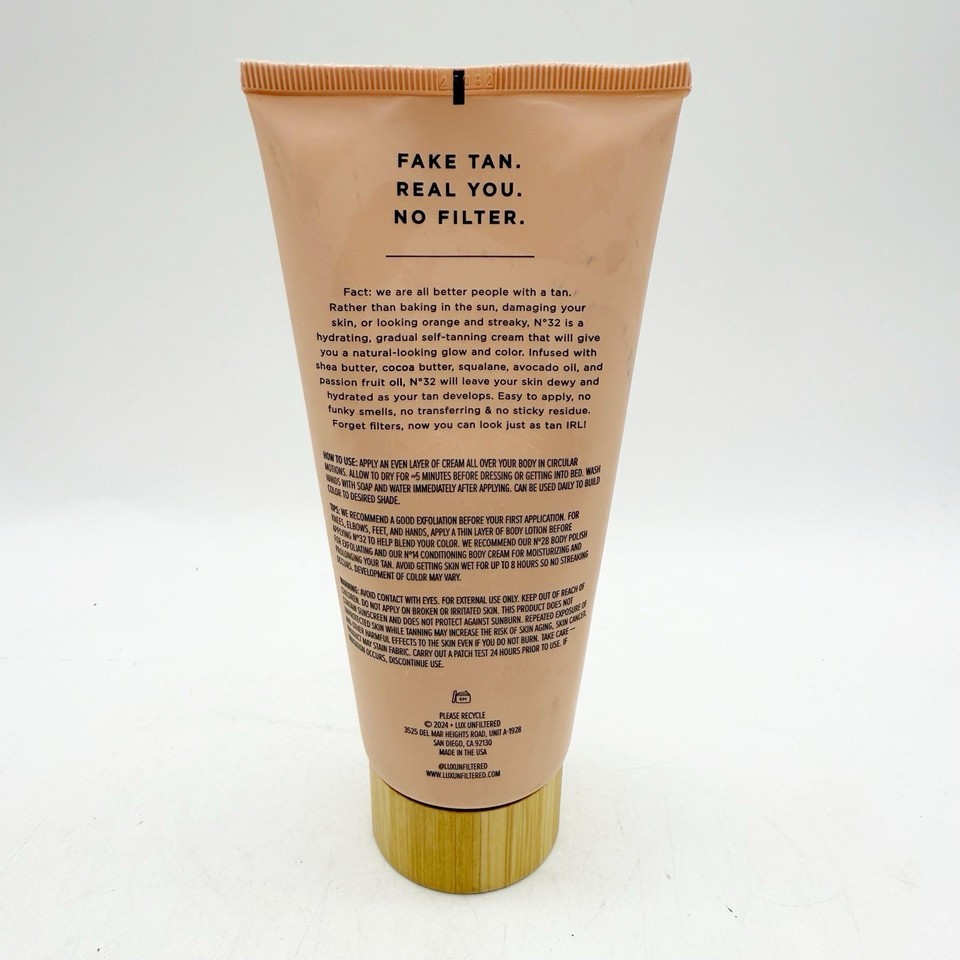 FAKE TAN.
REAL YOU.
NO FILTER.
Fact: we are all better people with a tan.
Rather than baking in the sun, damaging your
skin, or looking orange and streaky, N°32 is a
hydrating, gradual self-tanning cream that will give
you a natural-looking glow and color. Infused with
shea butter, cocoa butter, squalane, avocado oil, and
passion fruit oil, N°32 will leave your skin dewy and
hydrated as your tan develops. Easy to apply, no
funky smells, no transferring & no sticky residue.
Forget filters, now you can look just as tan IRL!
HOW TO USE: APPLY AN EVEN LAYER OF CREAM ALL OVER YOUR BODY IN CIRCULAR
MOTIONS. ALLOW TO DRY FOR ~5 MINUTES BEFORE DRESSING OR GETTING INTO BED. WASH
HANDS WITH SOAP AND WATER IMMEDIATELY AFTER APPLYING. CAN BE USED DAILY TO BUILD
COLOR TO DESIRED SHADE.
TIPS: WE RECOMMEND A GOOD EXFOLIATION BEFORE YOUR FIRST APPLICATION. FOR
KNEES, ELBOWS, FEET, AND HANDS, APPLY A THIN LAYER OF BODY LOTION BEFORE
APPLYING N°32 TO HELP BLEND YOUR COLOR. WE RECOMMEND OUR N°28 BODY POLISH
FOR EXFOLIATING AND OUR N°14 CONDITIONING BODY CREAM FOR MOISTURIZING AND
PROLONGING YOUR TAN. AVOID GETTING SKIN WET FOR UP TO 8 HOURS SO NO STREAKING
OCCURS. DEVELOPMENT OF COLOR MAY VARY.
WARNING: AVOID CONTACT WITH EYES. FOR EXTERNAL USE ONLY. KEEP OUT OF REACH OF
CHILDREN. DO NOT APPLY ON BROKEN OR IRRITATED SKIN. THIS PRODUCT DOES NOT
CONTAIN SUNSCREEN AND DOES NOT PROTECT AGAINST SUNBURN. REPEATED EXPOSURE OF
UNPROTECTED SKIN WHILE TANNING MAY INCREASE THE RISK OF SKIN AGING, SKIN CANCER,
AND OTHER HARMFUL EFFECTS TO THE SKIN EVEN IF YOU DO NOT BURN. TAKE CARE —
PRODUCT MAY STAIN FABRIC. CARRY OUT A PATCH TEST 24 HOURS PRIOR TO USE. IF
OCCURS, DISCONTINUE USE.
6M
PLEASE RECYCLE
© 2024 • LUX UNFILTERED
3525 DEL MAR HEIGHTS ROAD, UNIT A-1928
SAN DIEGO, CA 92130
MADE IN THE USA
@LUXUNFILTERED
WWW.LUXUNFILTERED.COM